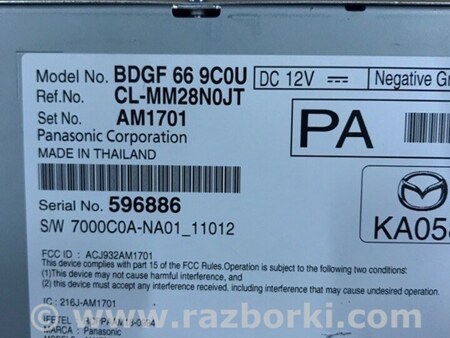 Model No. BDGF 66 9C0U DC 12V Negative Gr
Ref.No. CL-MM28N0JT
Set No. AM1701
Panasonic Corporation
MADE IN THAILAND
PA
Serial No. 596886
S/W 7000C0A-NA01_11012
KA058
FCC ID : ACJ932AM1701
This device complies with part 15 of the FCC Rules.Operation is subject to the following two conditions:
(1)This device may not cause harmful interference, and
(2)this device must accept any interference received, including interference that may cause undesired operation.
IC : 216J-AM1701
IFETEL :
MARCA : Panasonic
www.razborki.com